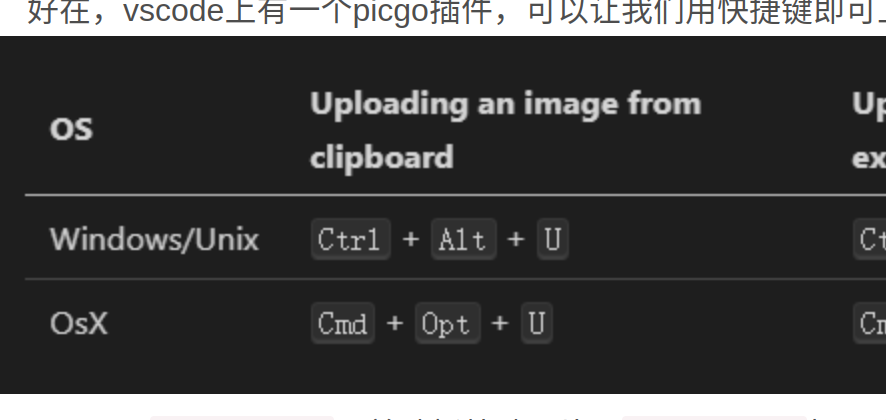 好在，vscode上有一个picgo插件，可以让我们用快捷键即可
OS Uploading an image from clipboard
Windows/Unix Ctrl + Alt + U
OsX Cmd + Opt + U